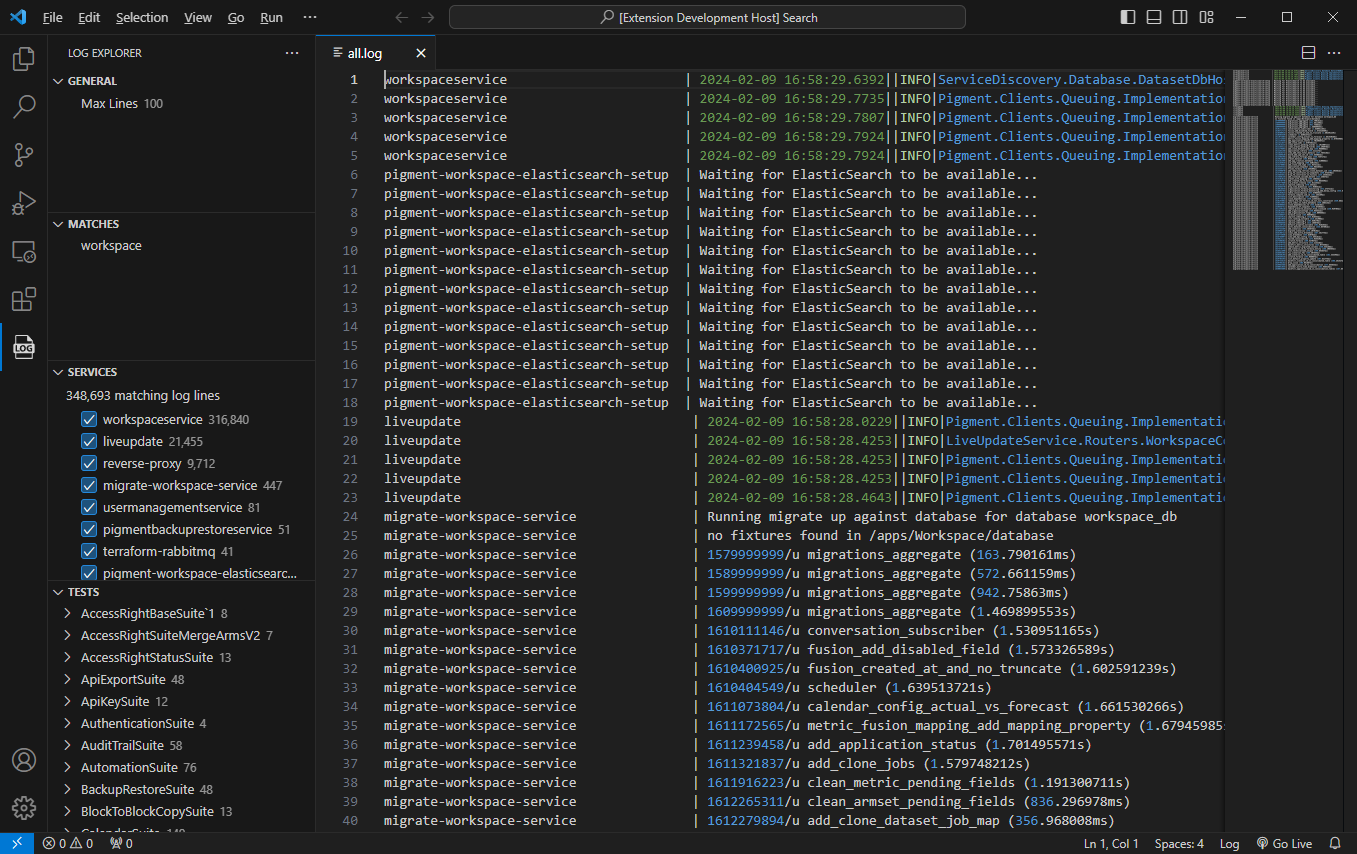 File Edit Selection View Go Run ··· [Extension Development Host] Search
LOG EXPLORER ···
GENERAL
Max Lines 100
MATCHES
workspace
SERVICES
348,693 matching log lines
workspaceservice 316,840
liveupdate 21,455
reverse-proxy 9,712
migrate-workspace-service 447
usermanagementservice 81
pigmentbackuprestoreservice 51
terraform-rabbitmq 41
pigment-workspace-elasticsearc...
TESTS
AccessRightBaseSuite`1 8
AccessRightSuiteMergeArmsV2 7
AccessRightStatusSuite 13
ApiExportSuite 48
ApiKeySuite 12
AuthenticationSuite 4
AuditTrailSuite 58
AutomationSuite 76
BackupRestoreSuite 48
BlockToBlockCopySuite 13
LOG
all.log
1 workspaceservice | 2024-02-09 16:58:29.6392||INFO|ServiceDiscovery.Database.DatasetDbHo
2 workspaceservice | 2024-02-09 16:58:29.7735||INFO|Pigment.Clients.Queuing.Implementation
3 workspaceservice | 2024-02-09 16:58:29.7807||INFO|Pigment.Clients.Queuing.Implementation
4 workspaceservice | 2024-02-09 16:58:29.7924||INFO|Pigment.Clients.Queuing.Implementation
5 workspaceservice | 2024-02-09 16:58:29.7924||INFO|Pigment.Clients.Queuing.Implementation
6 pigment-workspace-elasticsearch-setup | Waiting for ElasticSearch to be available...
7 pigment-workspace-elasticsearch-setup | Waiting for ElasticSearch to be available...
8 pigment-workspace-elasticsearch-setup | Waiting for ElasticSearch to be available...
9 pigment-workspace-elasticsearch-setup | Waiting for ElasticSearch to be available...
10 pigment-workspace-elasticsearch-setup | Waiting for ElasticSearch to be available...
11 pigment-workspace-elasticsearch-setup | Waiting for ElasticSearch to be available...
12 pigment-workspace-elasticsearch-setup | Waiting for ElasticSearch to be available...
13 pigment-workspace-elasticsearch-setup | Waiting for ElasticSearch to be available...
14 pigment-workspace-elasticsearch-setup | Waiting for ElasticSearch to be available...
15 pigment-workspace-elasticsearch-setup | Waiting for ElasticSearch to be available...
16 pigment-workspace-elasticsearch-setup | Waiting for ElasticSearch to be available...
17 pigment-workspace-elasticsearch-setup | Waiting for ElasticSearch to be available...
18 pigment-workspace-elasticsearch-setup | Waiting for ElasticSearch to be available...
19 liveupdate | 2024-02-09 16:58:28.0229||INFO|Pigment.Clients.Queuing.Implementatio
20 liveupdate | 2024-02-09 16:58:28.4253||INFO|LiveUpdateService.Routers.WorkspaceCo
21 liveupdate | 2024-02-09 16:58:28.4253||INFO|Pigment.Clients.Queuing.Implementatio
22 liveupdate | 2024-02-09 16:58:28.4253||INFO|Pigment.Clients.Queuing.Implementatio
23 liveupdate | 2024-02-09 16:58:28.4643||INFO|Pigment.Clients.Queuing.Implementatio
24 migrate-workspace-service | Running migrate up against database for database workspace_db
25 migrate-workspace-service | no fixtures found in /apps/Workspace/database
26 migrate-workspace-service | 1579999999/u migrations_aggregate (163.790161ms)
27 migrate-workspace-service | 1589999999/u migrations_aggregate (572.661159ms)
28 migrate-workspace-service | 1599999999/u migrations_aggregate (942.75863ms)
29 migrate-workspace-service | 1609999999/u migrations_aggregate (1.469899553s)
30 migrate-workspace-service | 1610111146/u conversation_subscriber (1.530951165s)
31 migrate-workspace-service | 1610371717/u fusion_add_disabled_field (1.573326589s)
32 migrate-workspace-service | 1610400925/u fusion_created_at_and_no_truncate (1.602591239s)
33 migrate-workspace-service | 1610404549/u scheduler (1.639513721s)
34 migrate-workspace-service | 1611073804/u calendar_config_actual_vs_forecast (1.661530266s)
35 migrate-workspace-service | 1611172565/u metric_fusion_mapping_add_mapping_property (1.67945985s
36 migrate-workspace-service | 1611239458/u add_application_status (1.701495571s)
37 migrate-workspace-service | 1611321837/u add_clone_jobs (1.579748212s)
38 migrate-workspace-service | 1611916223/u clean_metric_pending_fields (1.191300711s)
39 migrate-workspace-service | 1612265311/u clean_armset_pending_fields (836.296978ms)
40 migrate-workspace-service | 1612279894/u add_clone_dataset_job_map (356.968008ms)
0 0 0 Ln 1, Col 1 Spaces: 4 Log Go Live